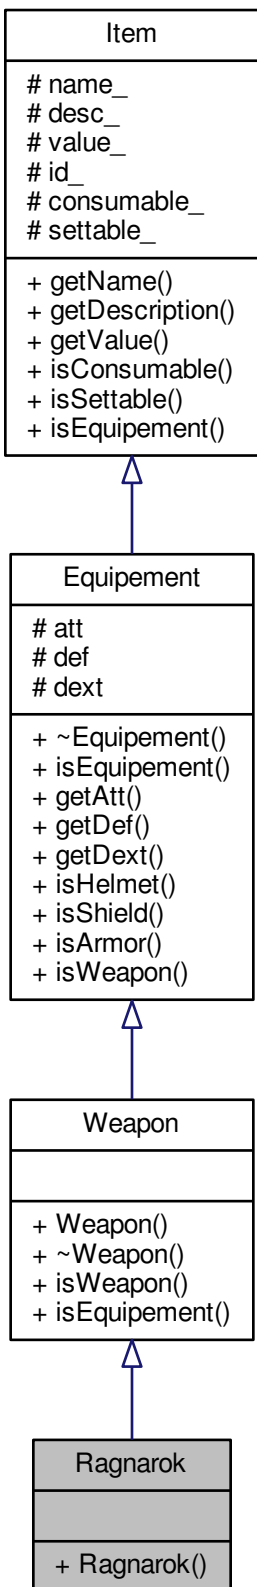 Item
# name_
# desc_
# value_
# id_
# consumable_
# settable_
+ getName()
+ getDescription()
+ getValue()
+ isConsumable()
+ isSettable()
+ isEquipement()
Equipement
# att
# def
# dext
+ ~Equipement()
+ isEquipement()
+ getAtt()
+ getDef()
+ getDext()
+ isHelmet()
+ isShield()
+ isArmor()
+ isWeapon()
Weapon
+ Weapon()
+ ~Weapon()
+ isWeapon()
+ isEquipement()
Ragnarok
+ Ragnarok()